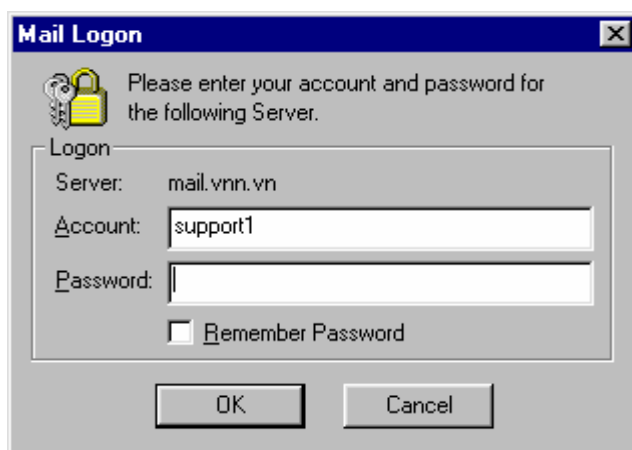 Mail Logon
Please enter your account and password for
the following Server.
Logon
Server: mail.vnn.vn
Account: support1
Password:
Remember Password
OK Cancel